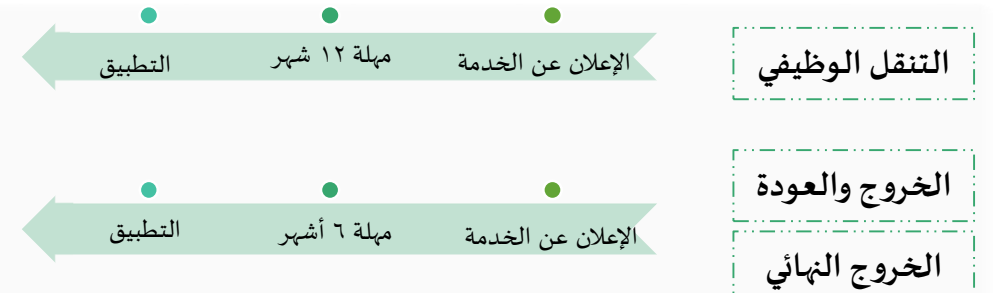 التنقل الوظيفي
الإعلان عن الخدمة
مهلة ١٢ شهر
التطبيق
الخروج والعودة
الخروج النهائي
الإعلان عن الخدمة
مهلة ٦ أشهر
التطبيق